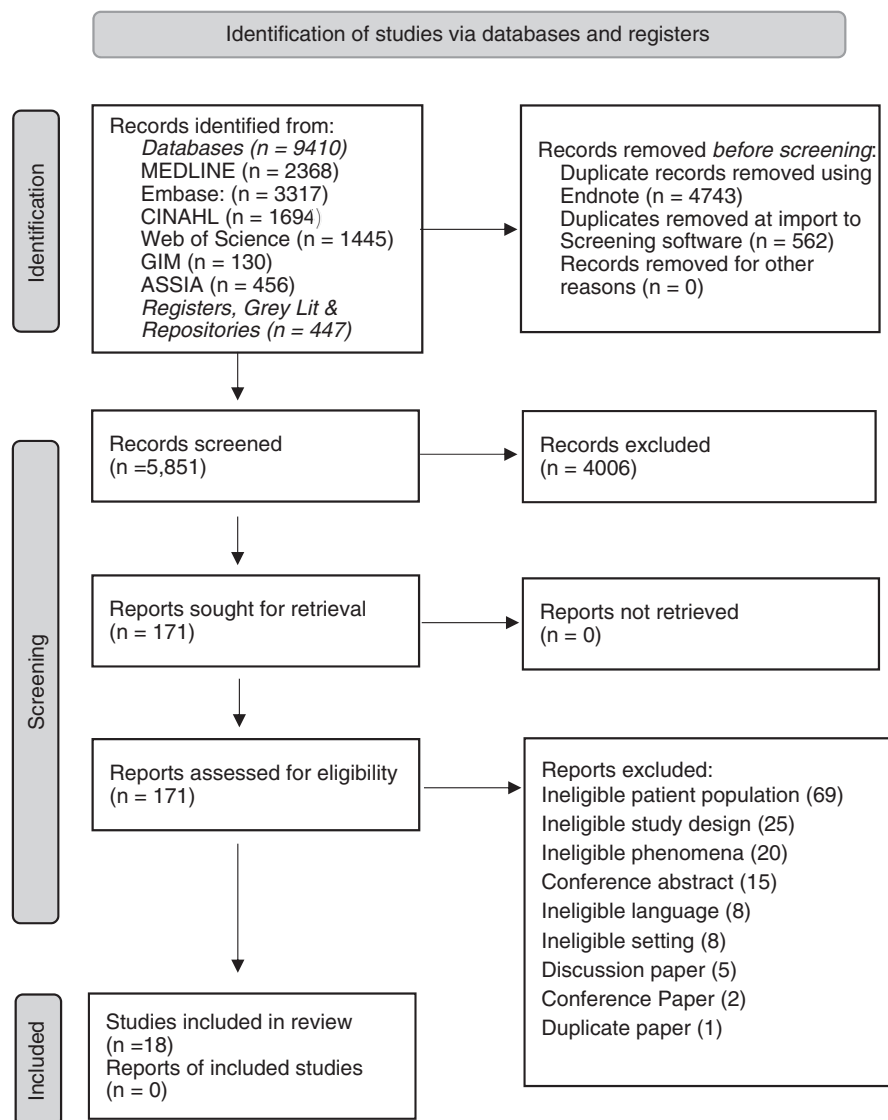 Identification of studies via databases and registers
Identification
Records identified from:
Databases (n = 9410)
MEDLINE (n = 2368)
Embase: (n = 3317)
CINAHL (n = 1694)
Web of Science (n = 1445)
GIM (n = 130)
ASSIA (n = 456)
Registers, Grey Lit &
Repositories (n = 447)
Records removed before screening:
Duplicate records removed using
Endnote (n = 4743)
Duplicates removed at import to
Screening software (n = 562)
Records removed for other
reasons (n = 0)
Screening
Records screened
(n =5,851)
Records excluded
(n = 4006)
Reports sought for retrieval
(n = 171)
Reports not retrieved
(n = 0)
Reports assessed for eligibility
(n = 171)
Reports excluded:
Ineligible patient population (69)
Ineligible study design (25)
Ineligible phenomena (20)
Conference abstract (15)
Ineligible language (8)
Ineligible setting (8)
Discussion paper (5)
Conference Paper (2)
Duplicate paper (1)
Included
Studies included in review
(n =18)
Reports of included studies
(n = 0)